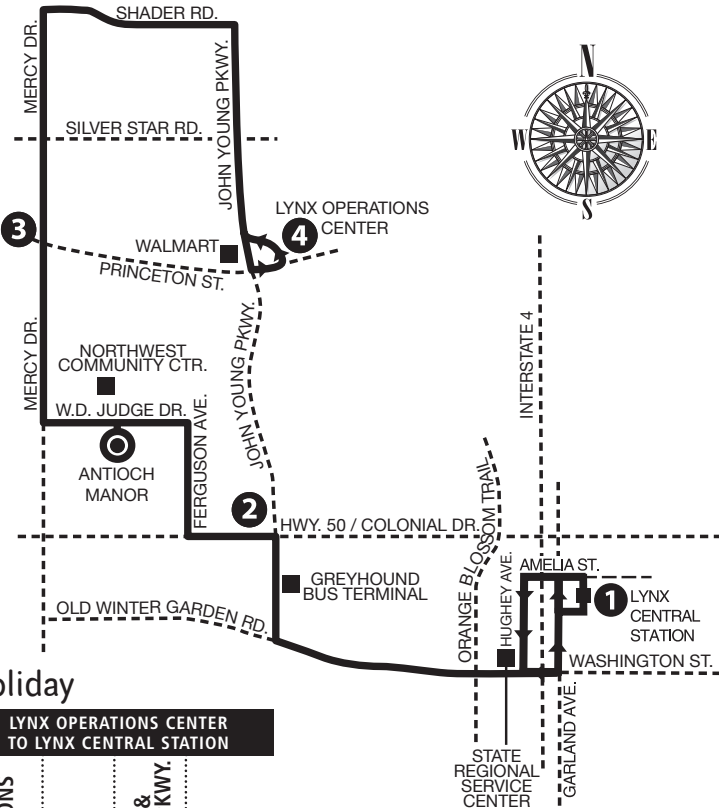 SHADER RD.
MERCY DR.
JOHN YOUNG PKWY.
N
W
E
S
SILVER STAR RD.
3
LYNX OPERATIONS
CENTER
4
WALMART
PRINCETON ST.
INTERSTATE 4
MERCY DR.
NORTHWEST
COMMUNITY CTR.
JOHN YOUNG PKWY.
W.D. JUDGE DR.
FERGUSON AVE.
ANTIOCH
MANOR
2
HWY. 50 / COLONIAL DR.
ORANGE BLOSSOM TRAIL
HUGHEY AVE.
AMELIA ST.
GREYHOUND
BUS TERMINAL
1
LYNX
CENTRAL
STATION
OLD WINTER GARDEN RD.
WASHINGTON ST.
GARLAND AVE.
STATE
REGIONAL
SERVICE
CENTER
oliday
LYNX OPERATIONS CENTER
TO LYNX CENTRAL STATION
ONS
&
KWY.